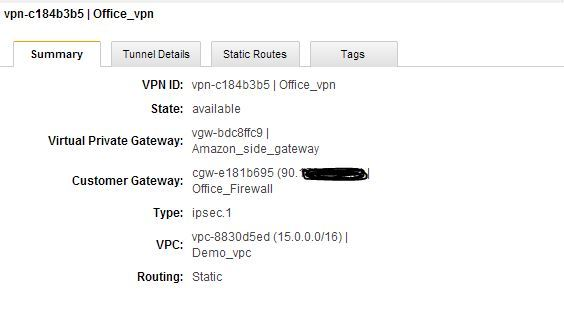 vpn-c184b3b5 | Office_vpn
Summary Tunnel Details Static Routes Tags
VPN ID: vpn-c184b3b5 | Office_vpn
State: available
Virtual Private Gateway: vgw-bdc8ffc9 |
Amazon_side_gateway
Customer Gateway: cgw-e181b695 (90. |
Office_Firewall
Type: ipsec.1
VPC: vpc-8830d5ed (15.0.0.0/16) |
Demo_vpc
Routing: Static